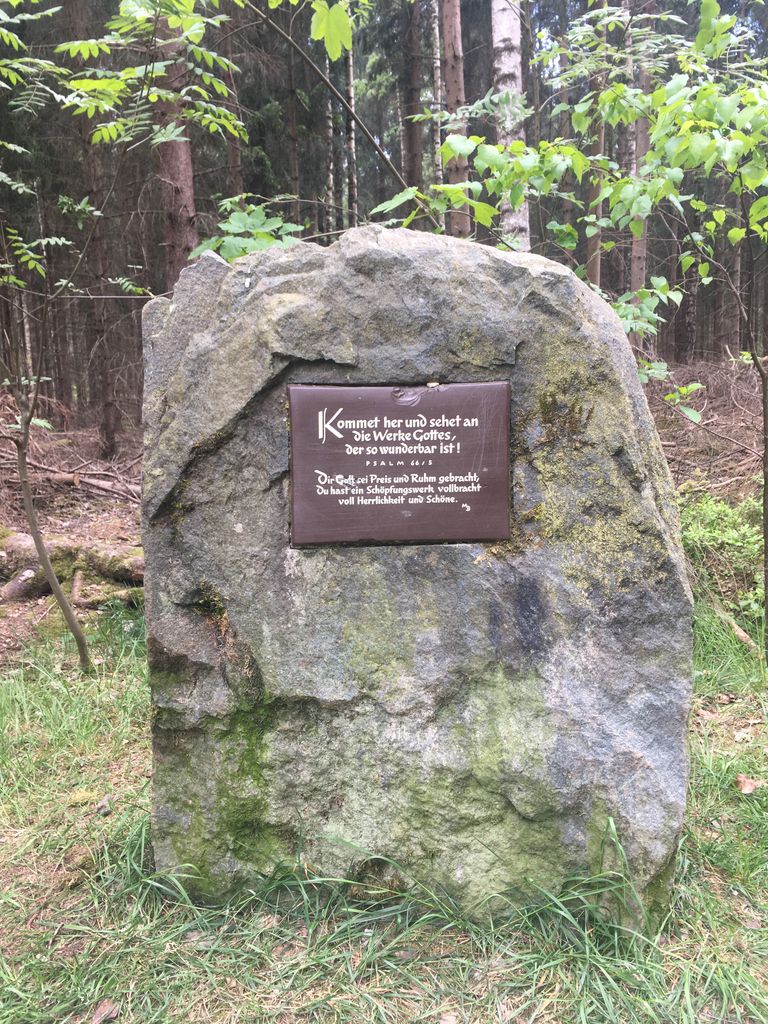 Kommet her und sehet an
die Werke Gottes,
der so wunderbar ist!
PSALM 66/5
Dir Gott sei Preis und Ruhm gebracht,
Du hast ein Schöpfungswerk vollbracht
voll Herrlichkeit und Schöne.
MB